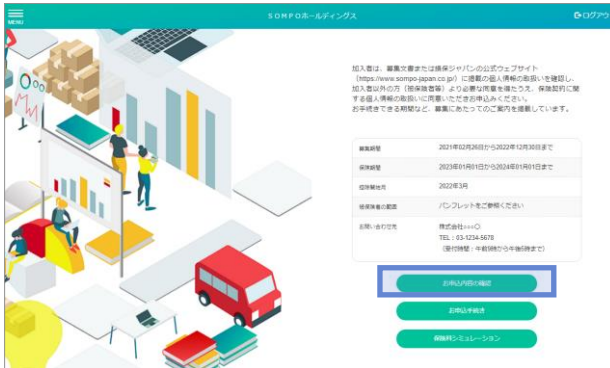 MENU
SOMPOホールディングス
ログアウ
加入者は、募集文書または損保ジャパンの公式ウェブサイト
(https://www.sompo-japan.co.jp/) に掲載の個人情報の取扱いを確認し、
加入者以外の方（被保険者等）より必要な同意を得たうえ、保険契約に関
する個人情報の取扱いに同意いただきお申込みください。
お手続きできる期間など、募集にあたってのご案内を掲載しています。
募集期間 2021年02月26日から2022年12月30日まで
保険期間 2023年01月01日から2024年01月01日まで
控除開始月 2022年3月
被保険者の範囲 パンフレットをご参照ください
お問い合わせ先 株式会社○○○○
TEL：03-1234-5678
（受付時間：午前9時から午後5時まで）
お申込内容の確認
お申込手続き
保険料シミュレーション